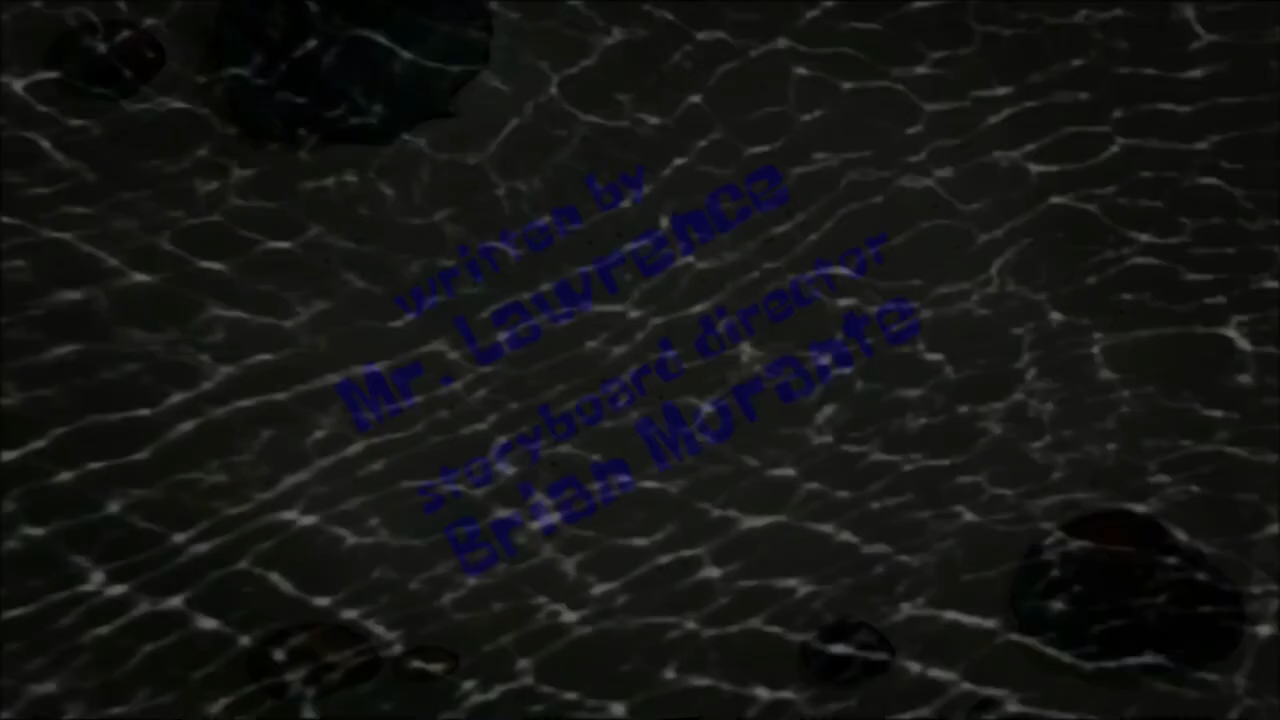 written by
Mr. Lawrence
storyboard director
Brian Morante